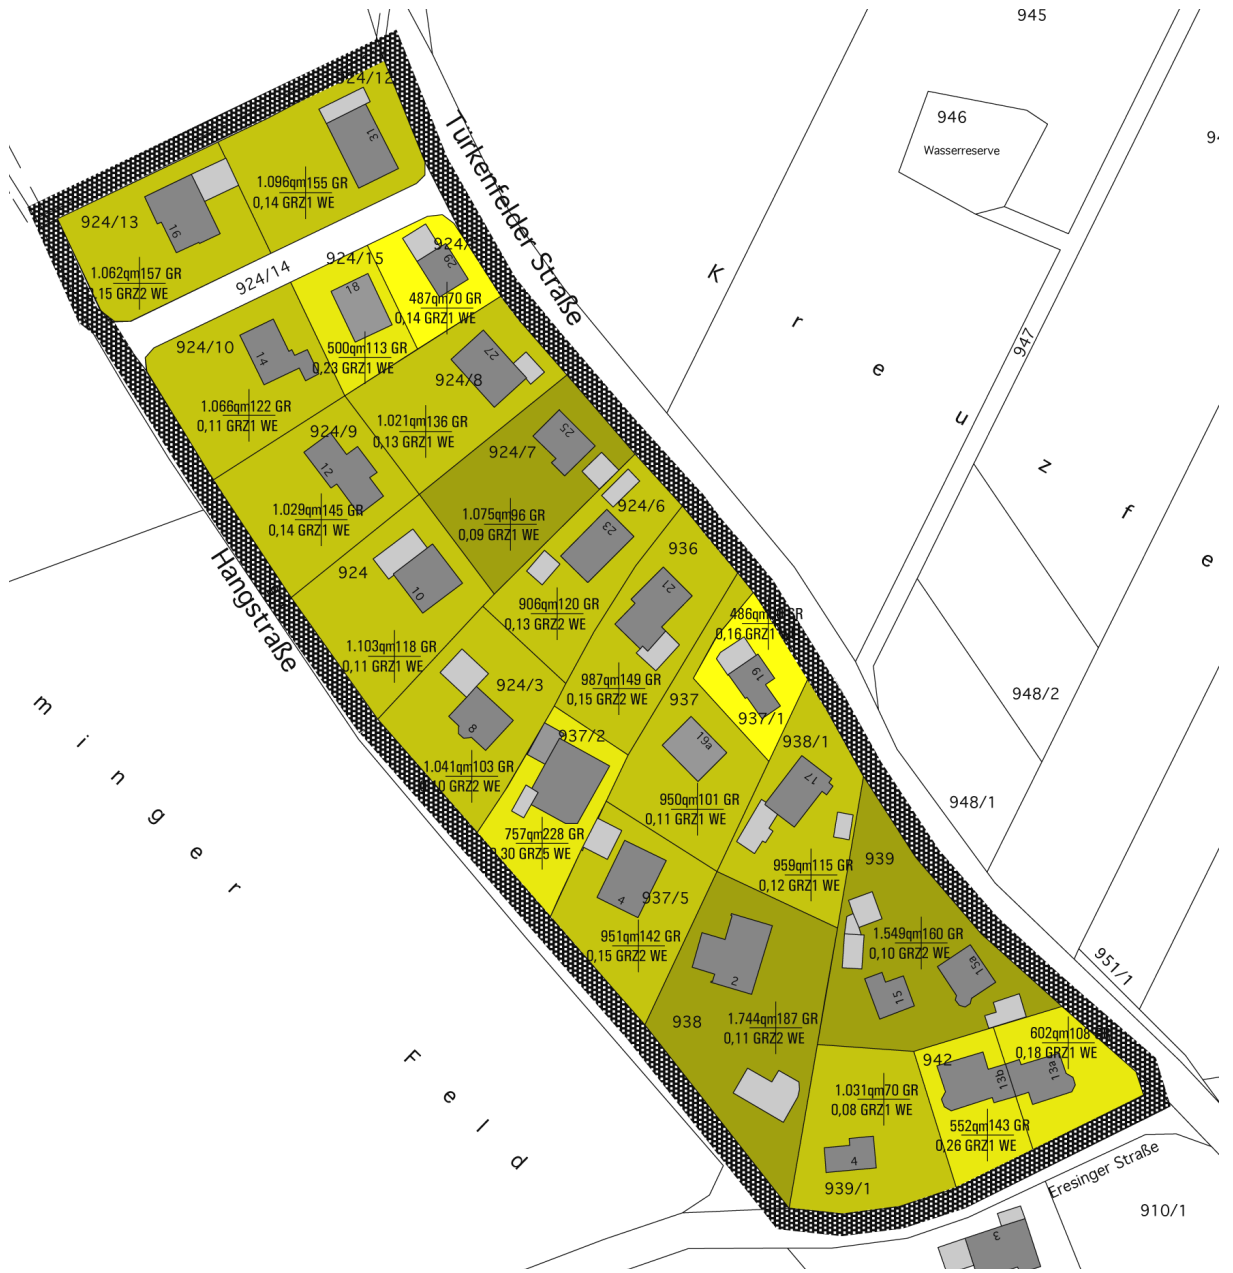 945
946
Wasserreserve
924/12
Türkenfelder Straße
1.096qm155 GR
0,14 GRZ1 WE
31
924/13
16
1.062qm157 GR
15 GRZ2 WE
924/14
924/15
924/
29
18
487qm70 GR
0,14 GRZ1 WE
K
r
e
u
z
f
e
947
924/10
14
500qm113 GR
0,23 GRZ1 WE
27
924/8
1.066qm122 GR
0,11 GRZ1 WE
1.021qm136 GR
0,13 GRZ1 WE
924/9
12
25
924/7
1.029qm145 GR
0,14 GRZ1 WE
1.075qm96 GR
0,09 GRZ1 WE
924/6
23
936
Hangstraße
924
10
21
906qm120 GR
0,13 GRZ2 WE
486qm
0,16 GRZ1
1.103qm118 GR
0,11 GRZ1 WE
924/3
987qm149 GR
0,15 GRZ2 WE
19
937
937/1
948/2
8
937/2
19a
938/1
1.041qm103 GR
10 GRZ2 WE
17
950qm101 GR
0,11 GRZ1 WE
948/1
757qm228 GR
30 GRZ5 WE
959qm115 GR
0,12 GRZ1 WE
939
4
937/5
951qm142 GR
0,15 GRZ2 WE
1.549qm160 GR
0,10 GRZ2 WE
951/1
2
15
15a
938
1.744qm187 GR
0,11 GRZ2 WE
602qm108
0,18 GRZ1 WE
942
13b
13a
1.031qm70 GR
0,08 GRZ1 WE
552qm143 GR
0,26 GRZ1 WE
4
939/1
Eresinger Straße
910/1
3
m
i
n
g
e
r
F
e
l
d